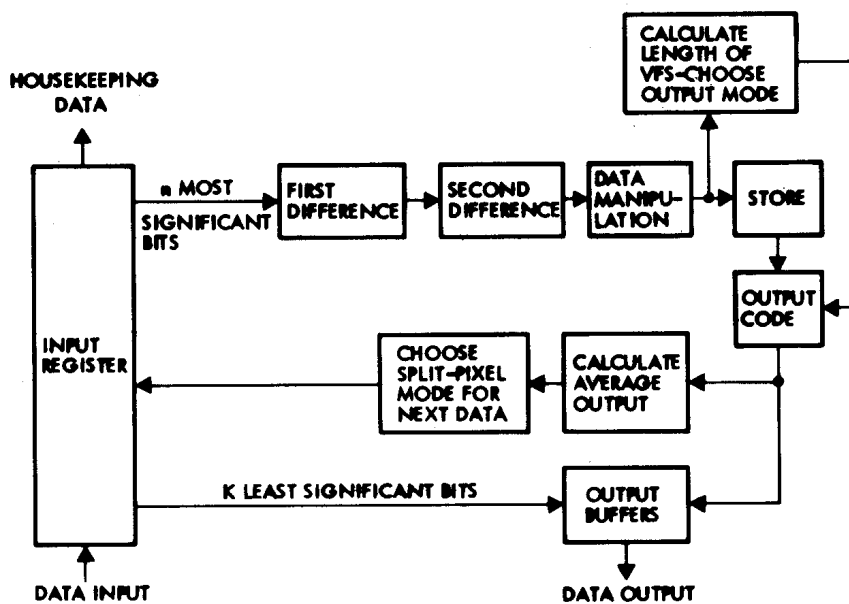 CALCULATE
LENGTH OF
VFS-CHOOSE
OUTPUT MODE
HOUSEKEEPING
DATA
n MOST
SIGNIFICANT
BITS
FIRST
DIFFERENCE
SECOND
DIFFERENCE
DATA
MANIPU-
LATION
STORE
OUTPUT
CODE
INPUT
REGISTER
CHOOSE
SPLIT-PIXEL
MODE FOR
NEXT DATA
CALCULATE
AVERAGE
OUTPUT
K LEAST SIGNIFICANT BITS
OUTPUT
BUFFERS
DATA INPUT
DATA OUTPUT